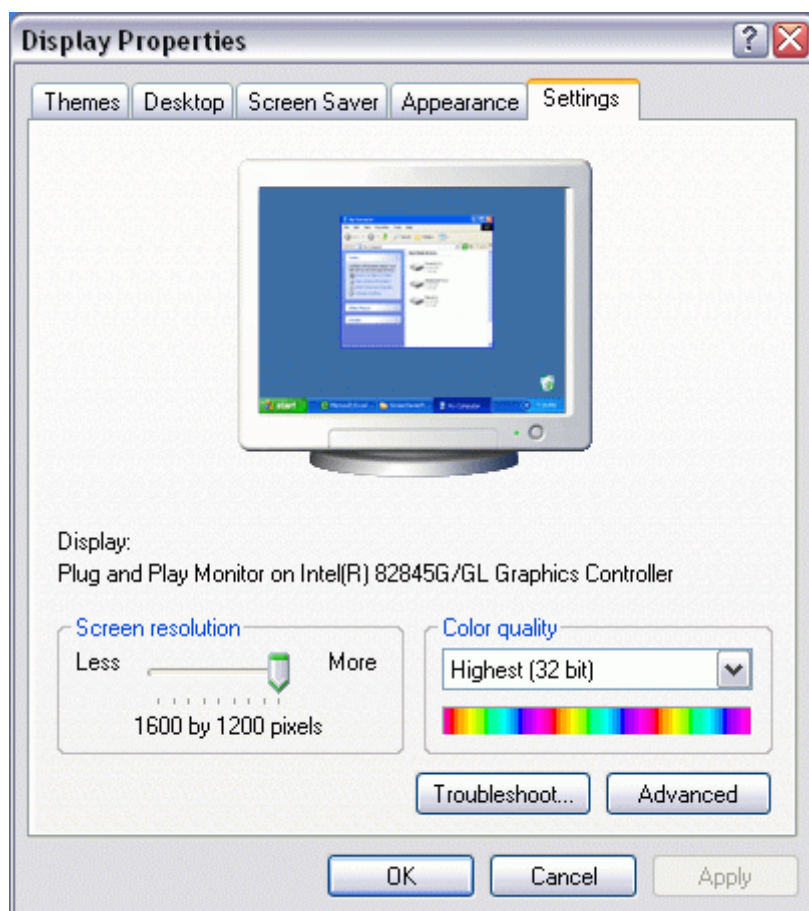 Display Properties
Themes Desktop Screen Saver Appearance Settings
start
Display:
Plug and Play Monitor on Intel(R) 82845G/GL Graphics Controller
Screen resolution
Less More
1600 by 1200 pixels
Color quality
Highest (32 bit)
Troubleshoot... Advanced
OK Cancel Apply